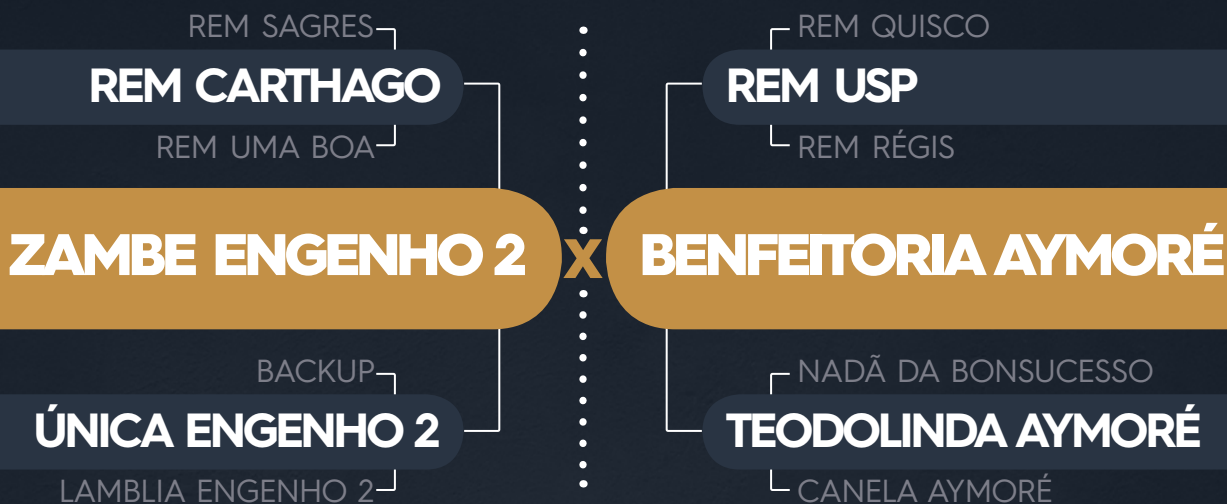 REM SAGRES
REM CARTHAGO
REM UMA BOA
ZAMBE ENGENHO 2
BACKUP
ÚNICA ENGENHO 2
LAMBLIA ENGENHO 2
X
REM QUISCO
REM USP
REM RÉGIS
BENFEITORIA AYMORÉ
NADÃ DA BONSUCESSO
TEODOLINDA AYMORÉ
CANELA AYMORÉ